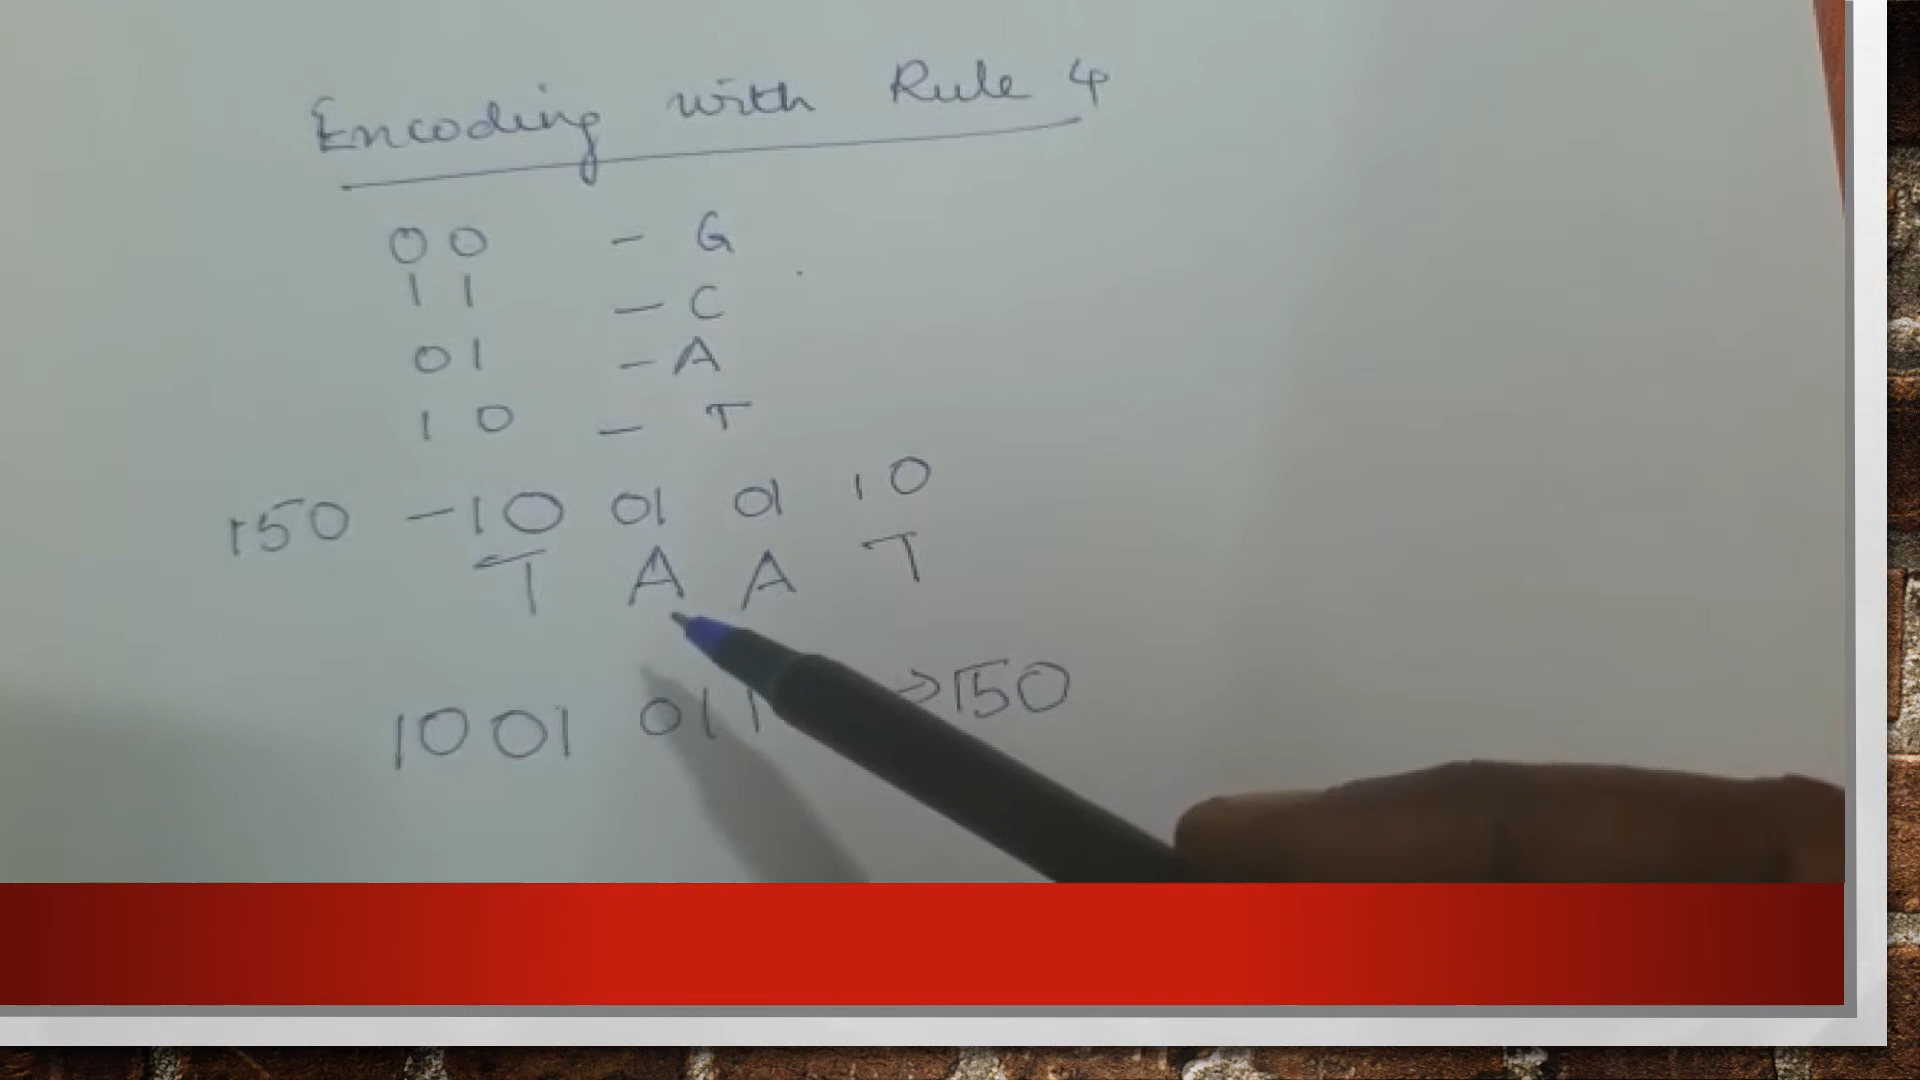 Encoding with Rule 4
00 - G
11 - C
01 - A
10 - T
150 - 10 01 01 10
T A A T
1001 011 → 150